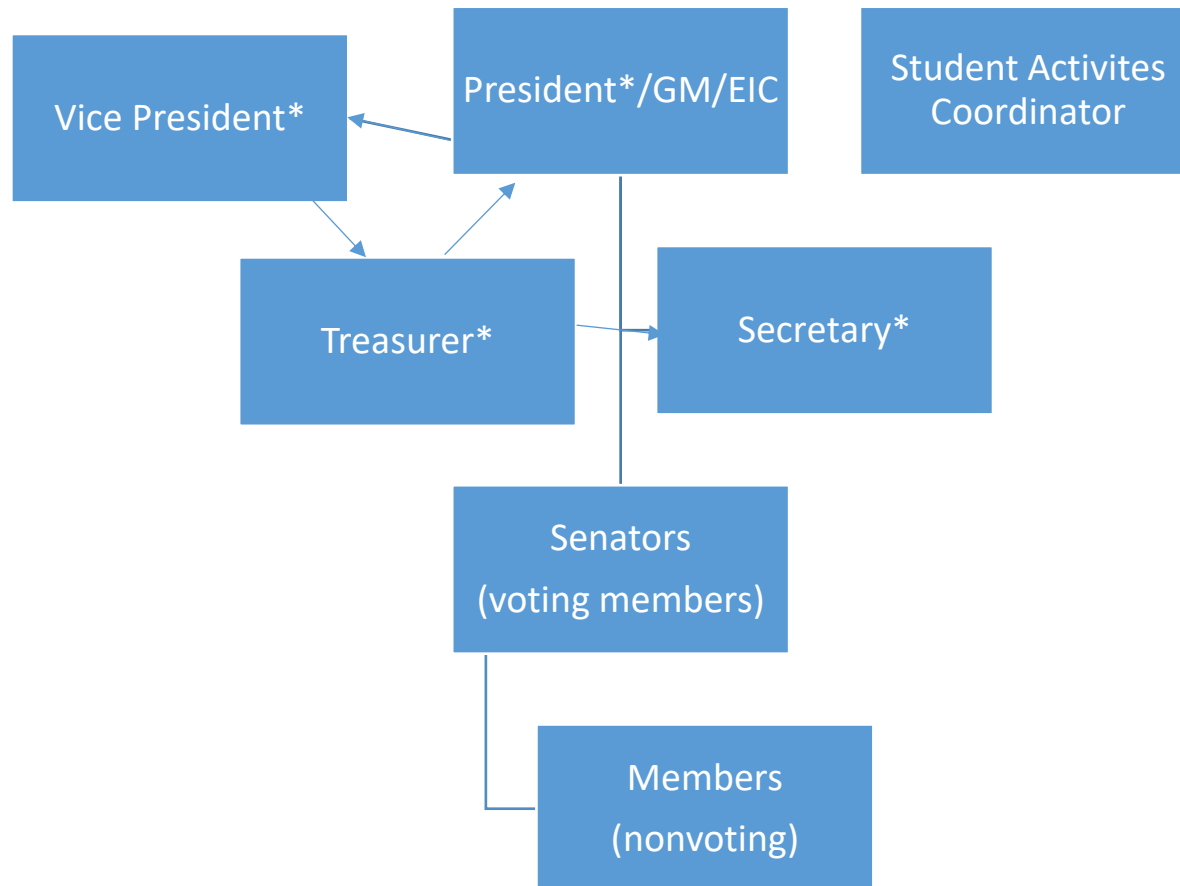 Vice President*
President*/GM/EIC
Student Activites
Coordinator
Treasurer*
Secretary*
Senators
(voting members)
Members
(nonvoting)